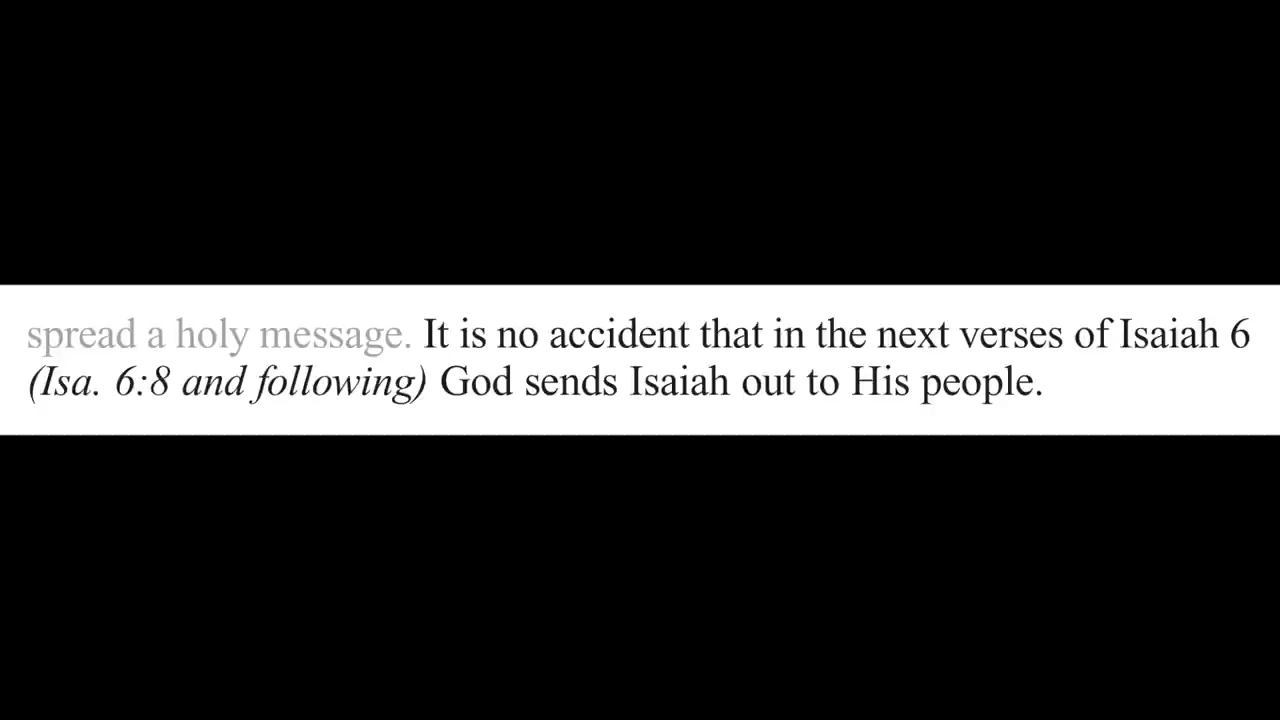 spread a holy message. It is no accident that in the next verses of Isaiah 6
(Isa. 6:8 and following) God sends Isaiah out to His people.